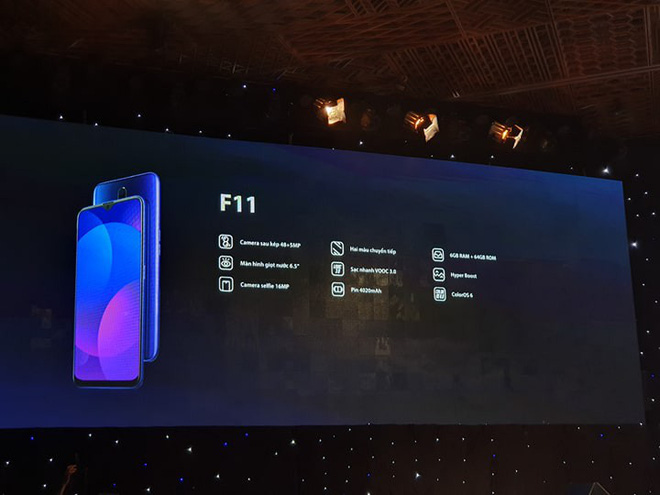 F11
Camera sau kép 48+5MP
Màn hình giọt nước 6.5"
Camera selfie 16MP
Hai màu chuyển tiếp
Sạc nhanh VOOC 3.0
Pin 4020mAh
6GB RAM + 64GB ROM
Hyper Boost
ColorOS 6